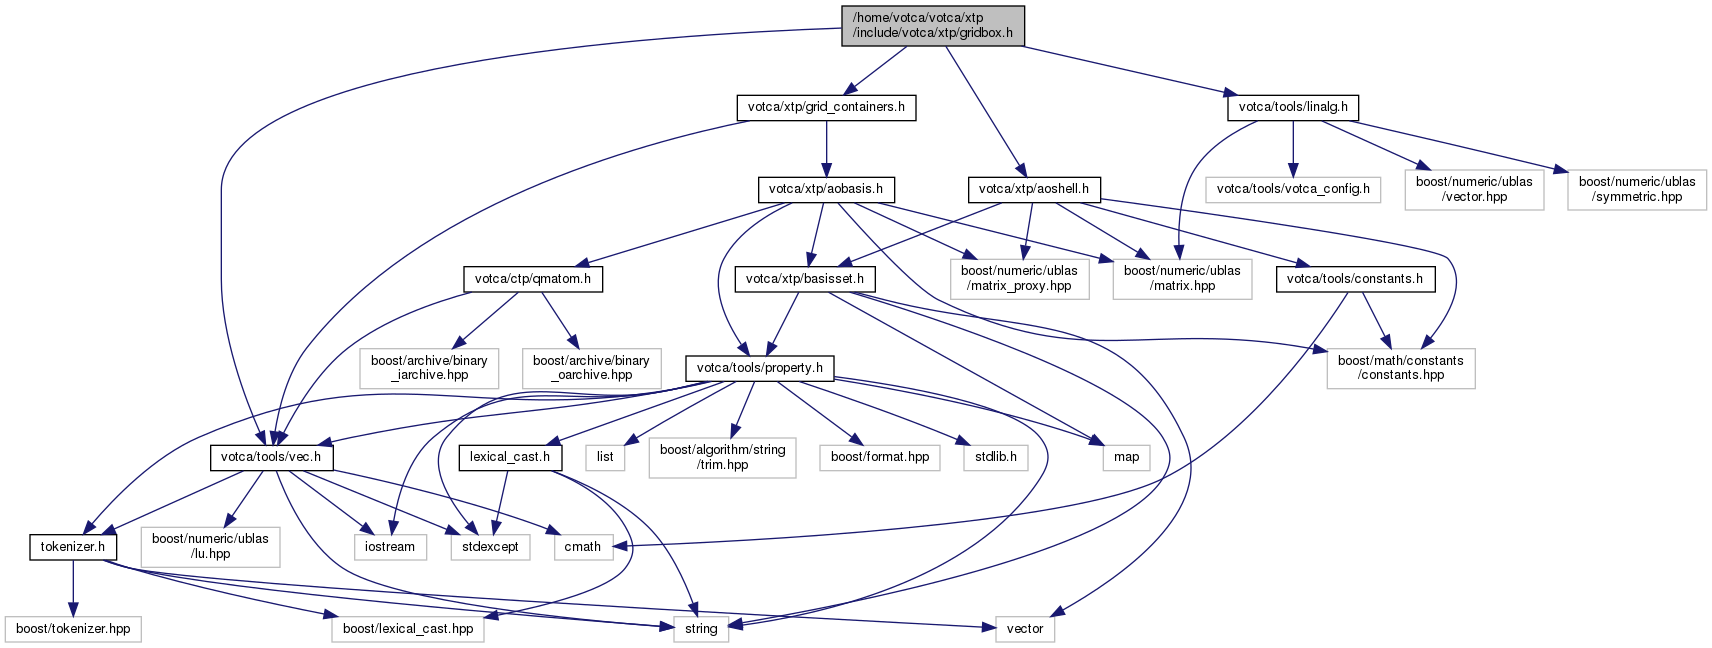 /home/votca/votca/xtp
/include/votca/xtp/gridbox.h
votca/xtp/grid_containers.h
votca/tools/linalg.h
votca/xtp/aobasis.h
votca/xtp/aoshell.h
votca/tools/votca_config.h
boost/numeric/ublas
/vector.hpp
boost/numeric/ublas
/symmetric.hpp
votca/ctp/qmatom.h
votca/xtp/basisset.h
boost/numeric/ublas
/matrix_proxy.hpp
boost/numeric/ublas
/matrix.hpp
votca/tools/constants.h
boost/archive/binary
_iarchive.hpp
boost/archive/binary
_oarchive.hpp
votca/tools/property.h
boost/math/constants
/constants.hpp
votca/tools/vec.h
lexical_cast.h
list
boost/algorithm/string
/trim.hpp
boost/format.hpp
stdlib.h
map
tokenizer.h
boost/numeric/ublas
/lu.hpp
iostream
stdexcept
cmath
boost/tokenizer.hpp
boost/lexical_cast.hpp
string
vector